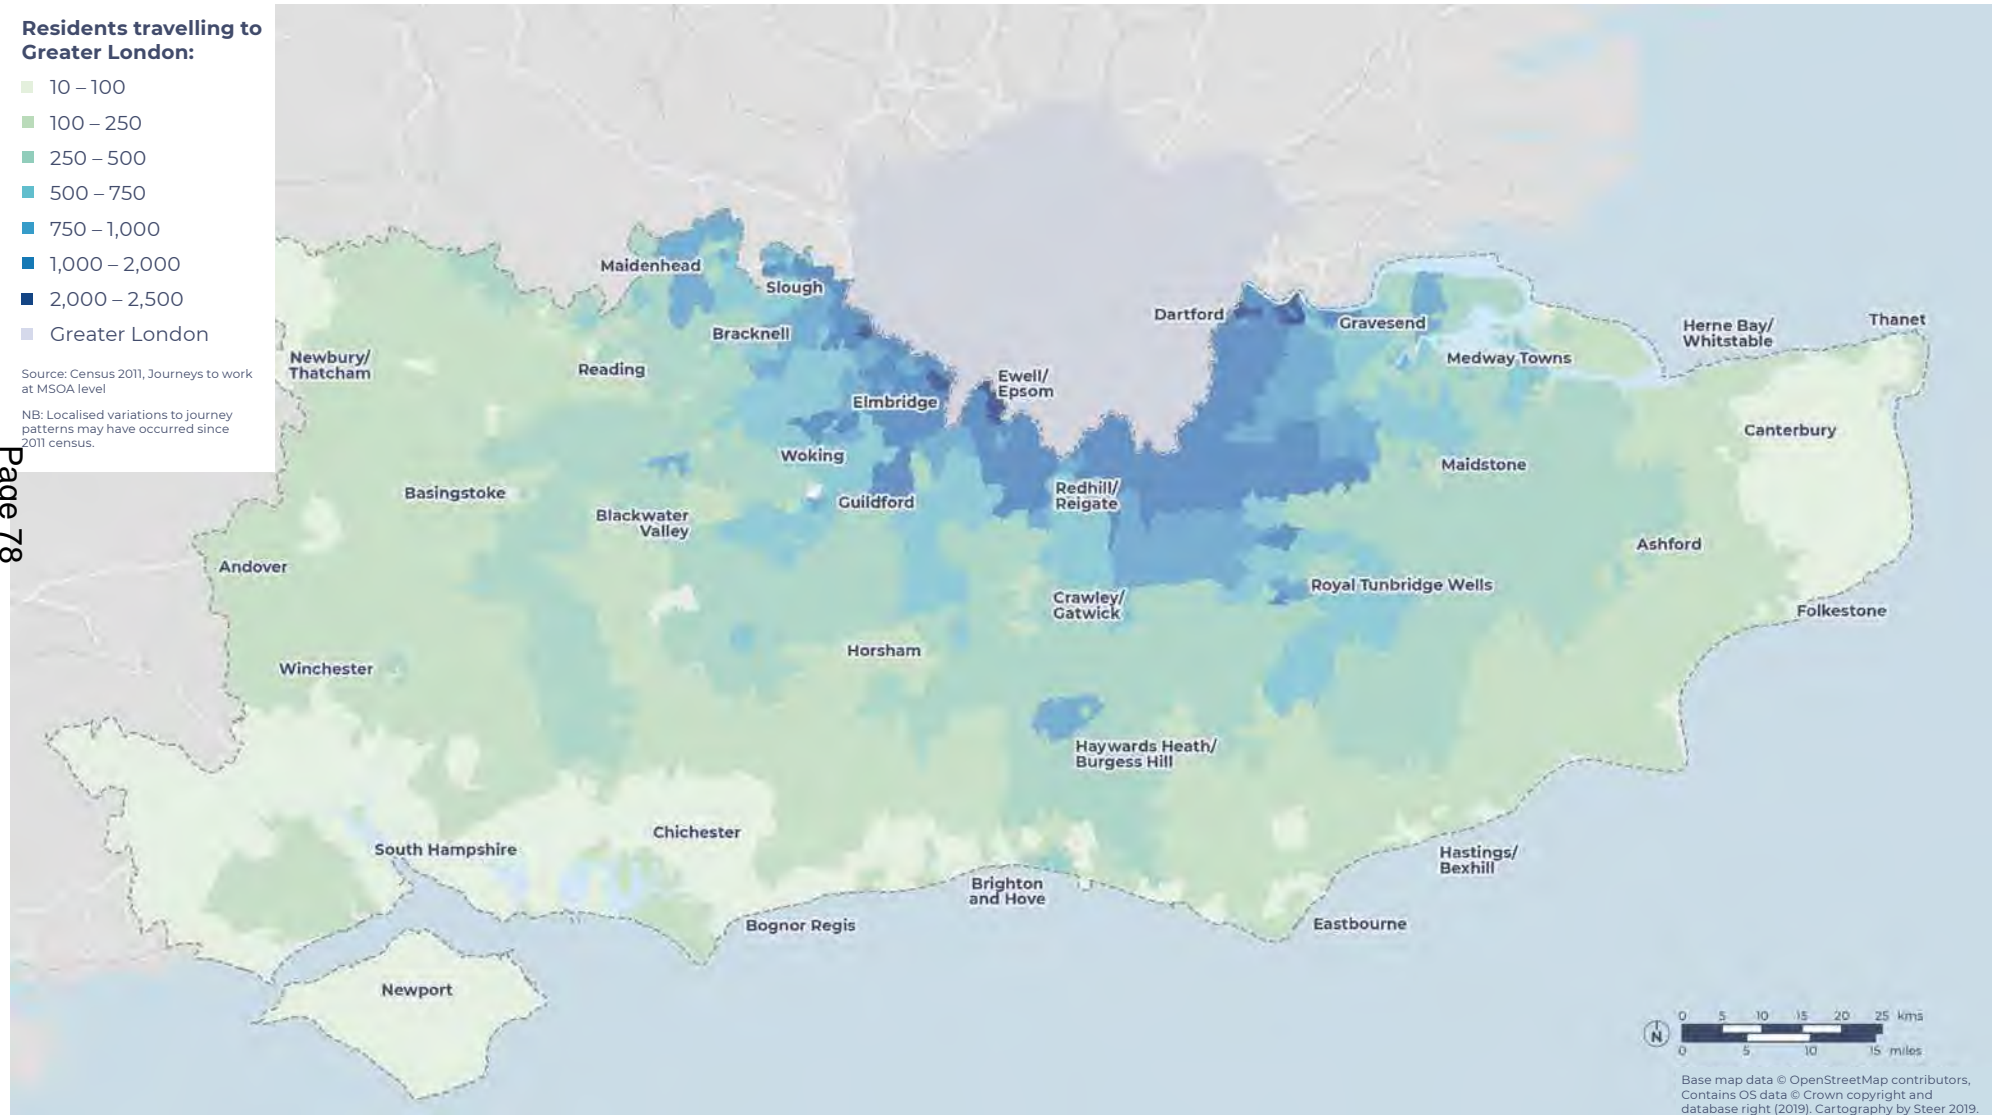 Residents travelling to
Greater London:
10 – 100
100 – 250
250 – 500
500 – 750
750 – 1,000
1,000 – 2,000
2,000 – 2,500
Greater London
Source: Census 2011, Journeys to work
at MSOA level
NB: Localised variations to journey
patterns may have occurred since
2011 census.
Page 78
Maidenhead
Slough
Bracknell
Newbury/
Thatcham
Reading
Dartford
Gravesend
Medway Towns
Herne Bay/
Whitstable
Thanet
Ewell/
Epsom
Elmbridge
Canterbury
Woking
Maidstone
Basingstoke
Guildford
Redhill/
Reigate
Blackwater
Valley
Ashford
Andover
Royal Tunbridge Wells
Crawley/
Gatwick
Folkestone
Winchester
Horsham
Haywards Heath/
Burgess Hill
Chichester
South Hampshire
Hastings/
Bexhill
Brighton
and Hove
Bognor Regis
Eastbourne
Newport
N
0 5 10 15 20 25 kms
0 5 10 15 miles
Base map data © OpenStreetMap contributors,
Contains OS data © Crown copyright and
database right (2019). Cartography by Steer 2019.